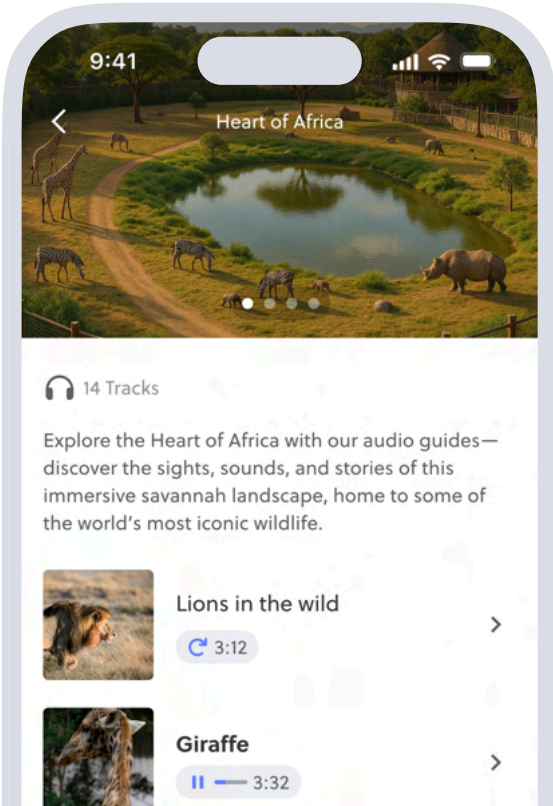 9:41
Heart of Africa
14 Tracks
Explore the Heart of Africa with our audio guides—
discover the sights, sounds, and stories of this
immersive savannah landscape, home to some of
the world's most iconic wildlife.
Lions in the wild
3:12
Giraffe
3:32